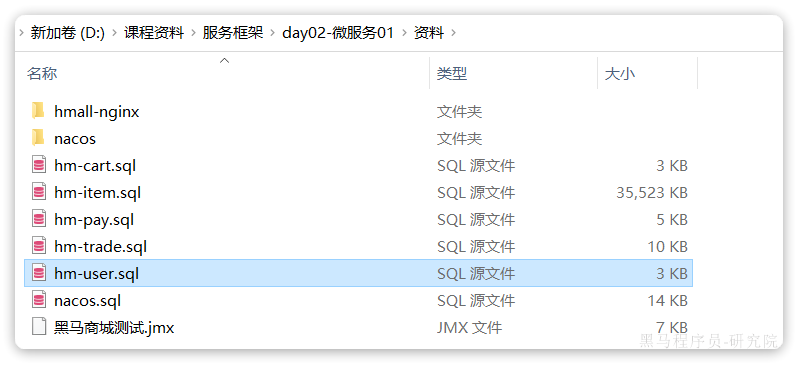 新加卷 (D:) 课程资料 服务框架 day02-微服务01 资料
名称 类型 大小
hmall-nginx 文件夹
nacos 文件夹
hm-cart.sql SQL 源文件 3 KB
hm-item.sql SQL 源文件 35,523 KB
hm-pay.sql SQL 源文件 5 KB
hm-trade.sql SQL 源文件 10 KB
hm-user.sql SQL 源文件 3 KB
nacos.sql SQL 源文件 14 KB
黑马商城测试.jmx JMX 文件 7 KB
黑马程序员-研究院